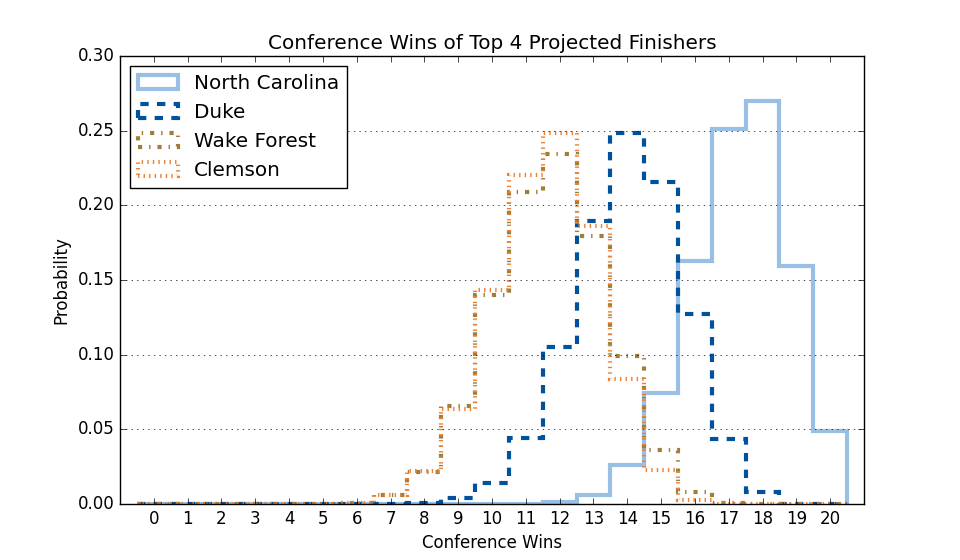 Conference Wins of Top 4 Projected Finishers
0.30
0.25
0.20
0.15
0.10
0.05
0.00
Probability
North Carolina
Duke
Wake Forest
Clemson
0 1 2 3 4 5 6 7 8 9 10 11 12 13 14 15 16 17 18 19 20
Conference Wins